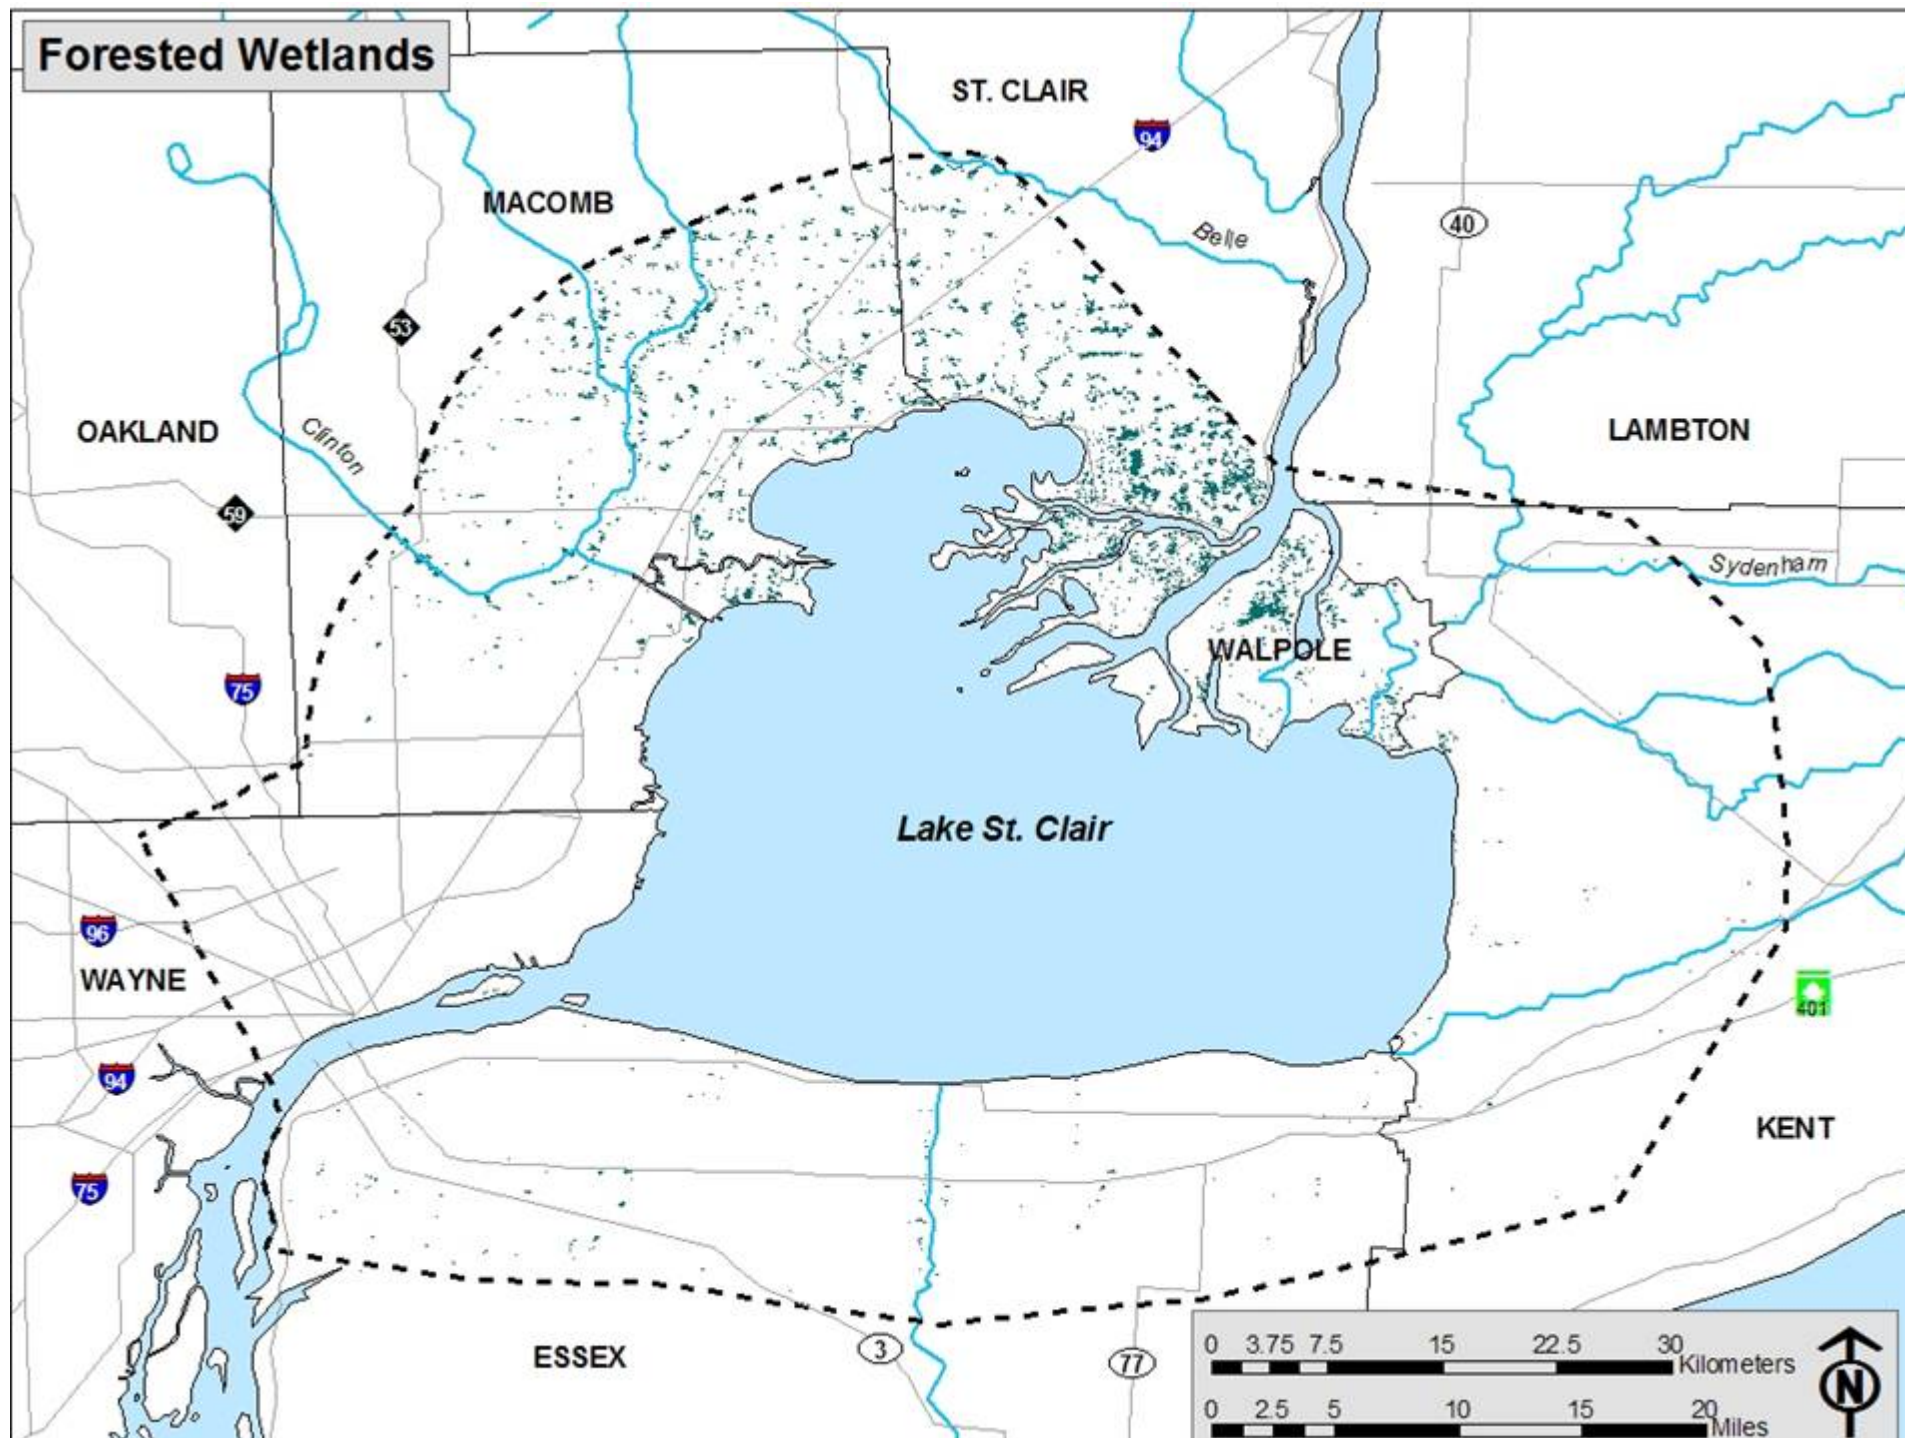 Forested Wetlands
ST. CLAIR
94
MACOMB
40
Belle
53
OAKLAND
Clinton
LAMBTON
59
Sydenham
WALPOLE
75
Lake St. Clair
96
WAYNE
401
94
KENT
75
ESSEX
3
77
0 3.75 7.5 15 22.5 30
Kilometers
N
0 2.5 5 10 15 20
Miles